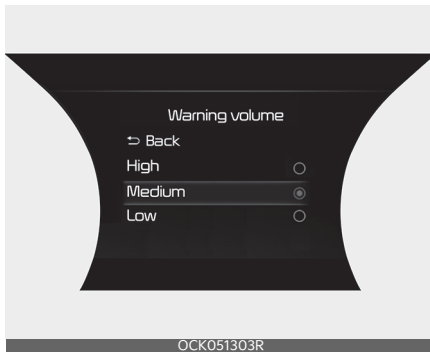 Warning volume
⮌ Back
High
Medium
Low
OCK051303R